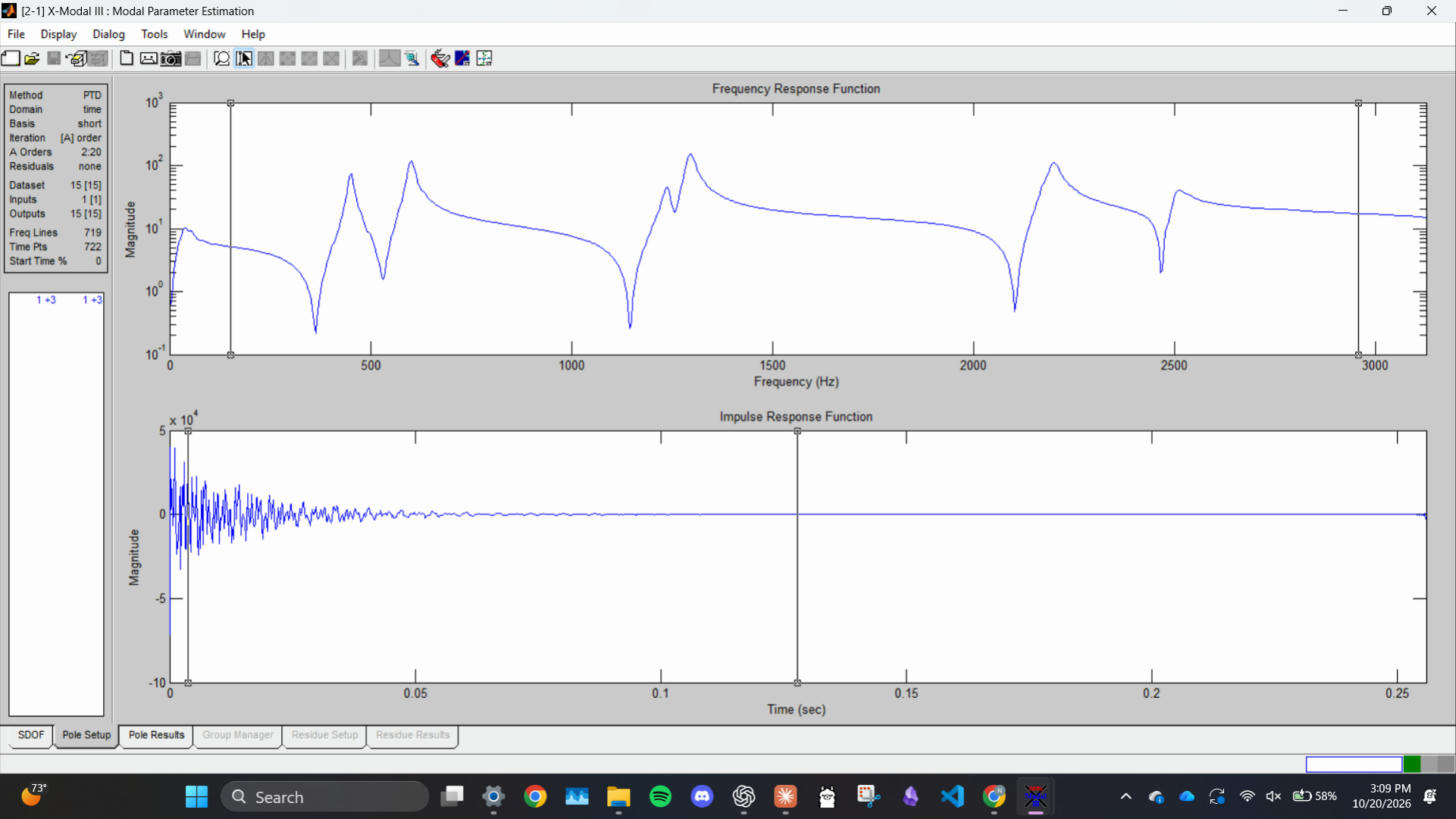 [2-1] X-Modal III : Modal Parameter Estimation
File Display Dialog Tools Window Help
Method PTD
Domain time
Basis short
Iteration [A] order
A Orders 2:20
Residuals none
Dataset 15 [15]
Inputs 1 [1]
Outputs 15 [15]
Freq Lines 719
Time Pts 722
Start Time % 0
1 +3 1 +3
Frequency Response Function
10^3
10^2
10^1
10^0
10^-1
Magnitude
0 500 1000 1500 2000 2500 3000
Frequency (Hz)
Impulse Response Function
x 10^4
5
0
-5
-10
Magnitude
0 0.05 0.1 0.15 0.2 0.25
Time (sec)
SDOF Pole Setup Pole Results Group Manager Residue Setup Residue Results
73°
Search
58%
3:09 PM
10/20/2026